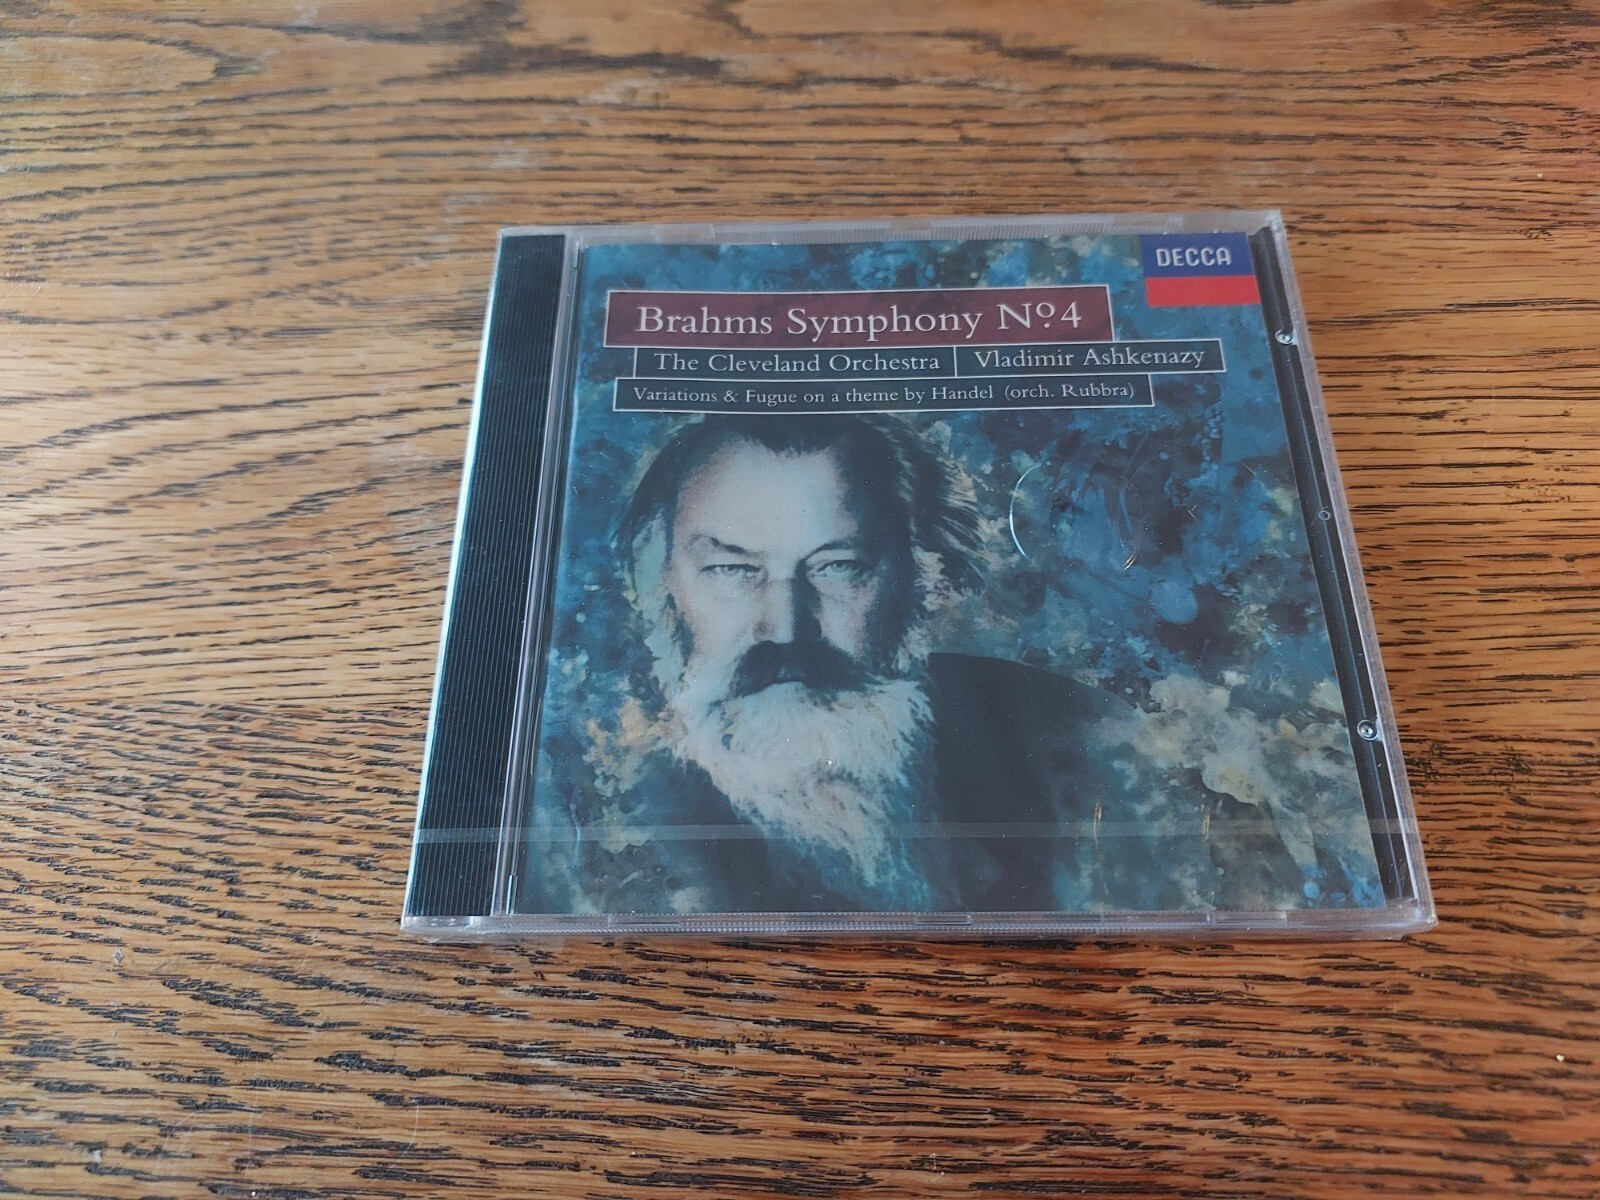 DECCA
Brahms Symphony Nº4
The Cleveland Orchestra Vladimir Ashkenazy
Variations & Fugue on a theme by Handel (orch. Rubbra)